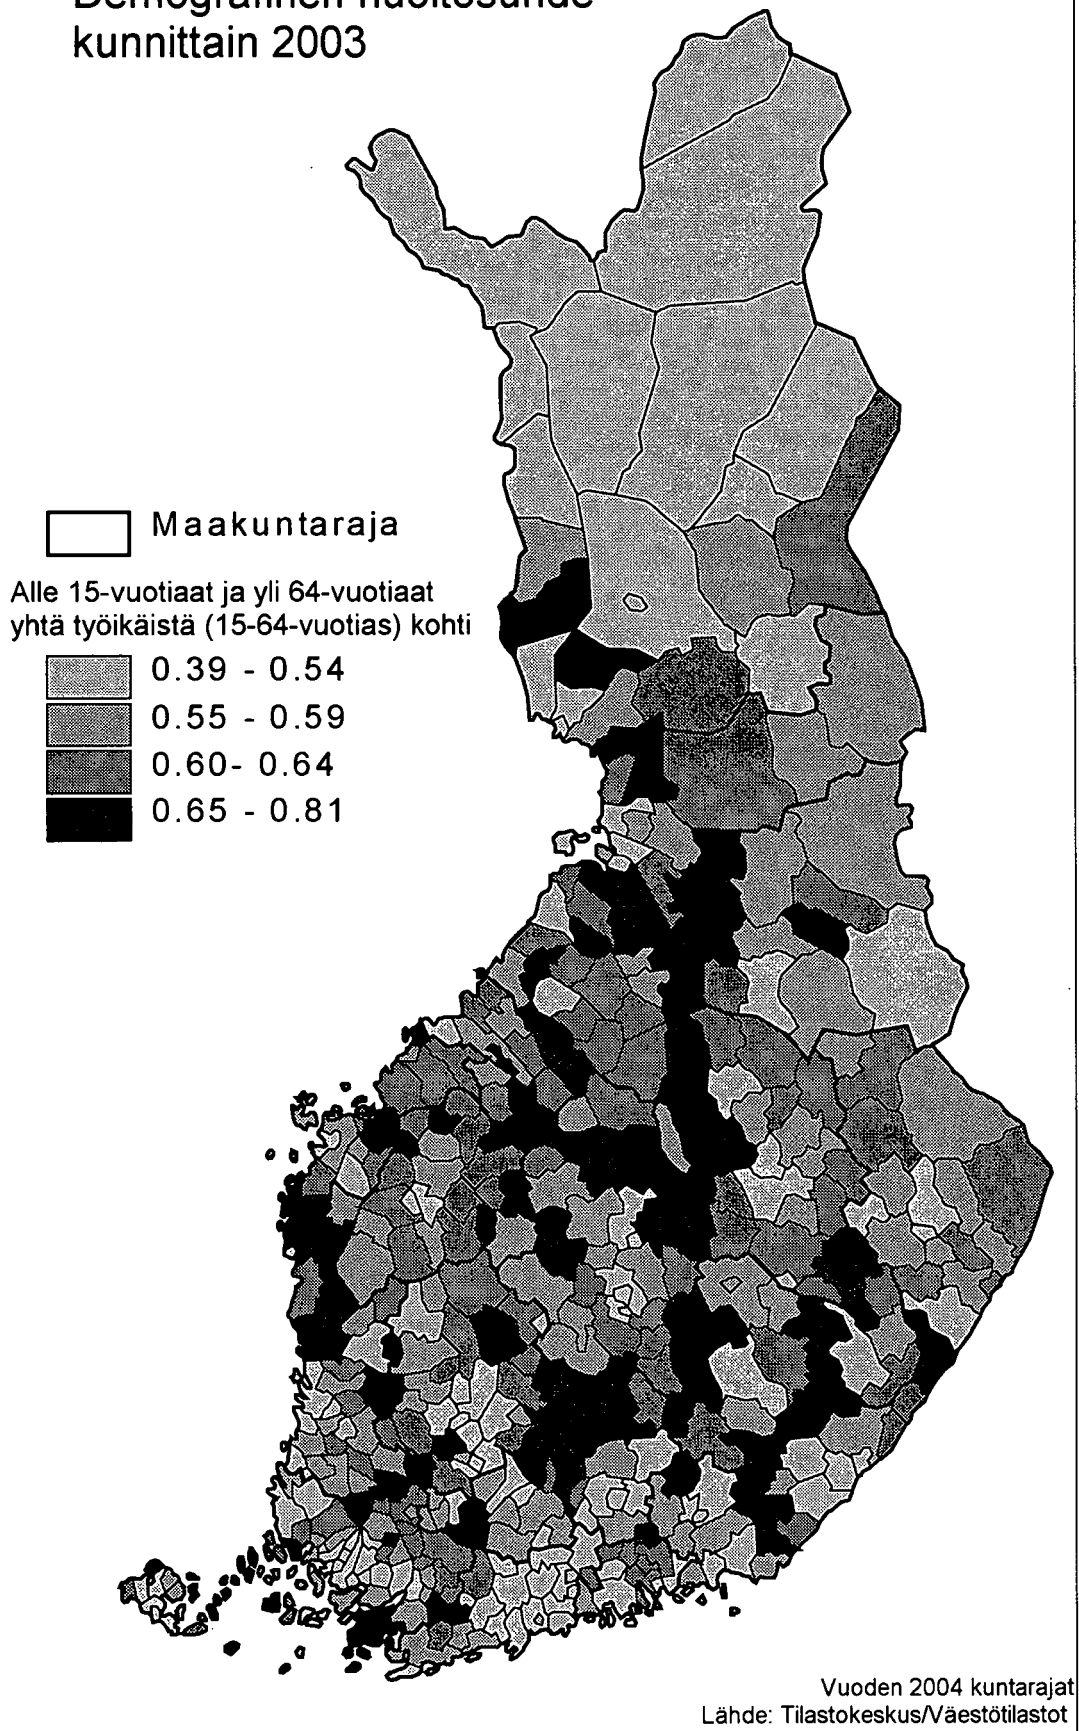 kunnittain 2003
Maakuntaraja
Alle 15-vuotiaat ja yli 64-vuotiaat
yhtä työikäistä (15-64-vuotias) kohti
0.39 - 0.54
0.55 - 0.59
0.60- 0.64
0.65 - 0.81
Vuoden 2004 kuntarajat
Lähde: Tilastokeskus/Väestötilastot